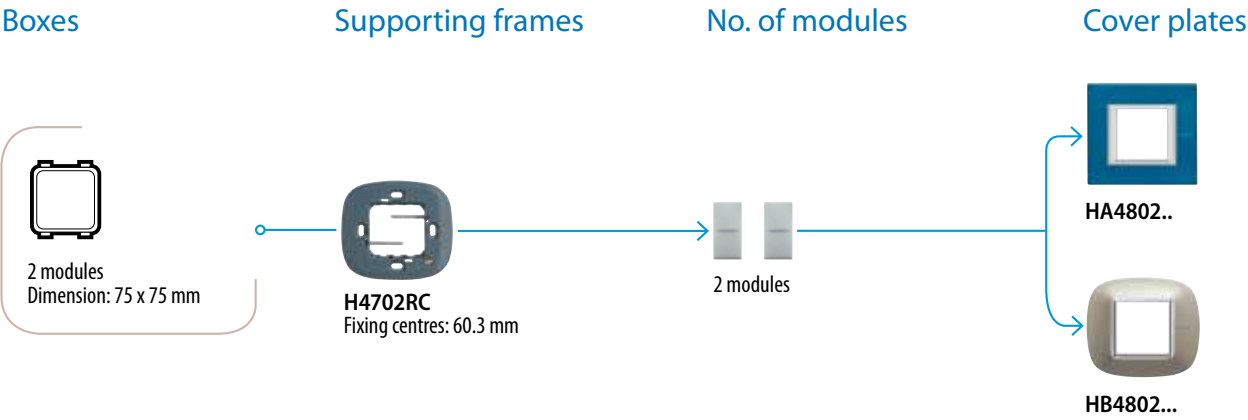 Boxes
Supporting frames
No. of modules
Cover plates
2 modules
Dimension: 75 x 75 mm
H4702RC
Fixing centres: 60.3 mm
2 modules
HA4802..
HB4802...